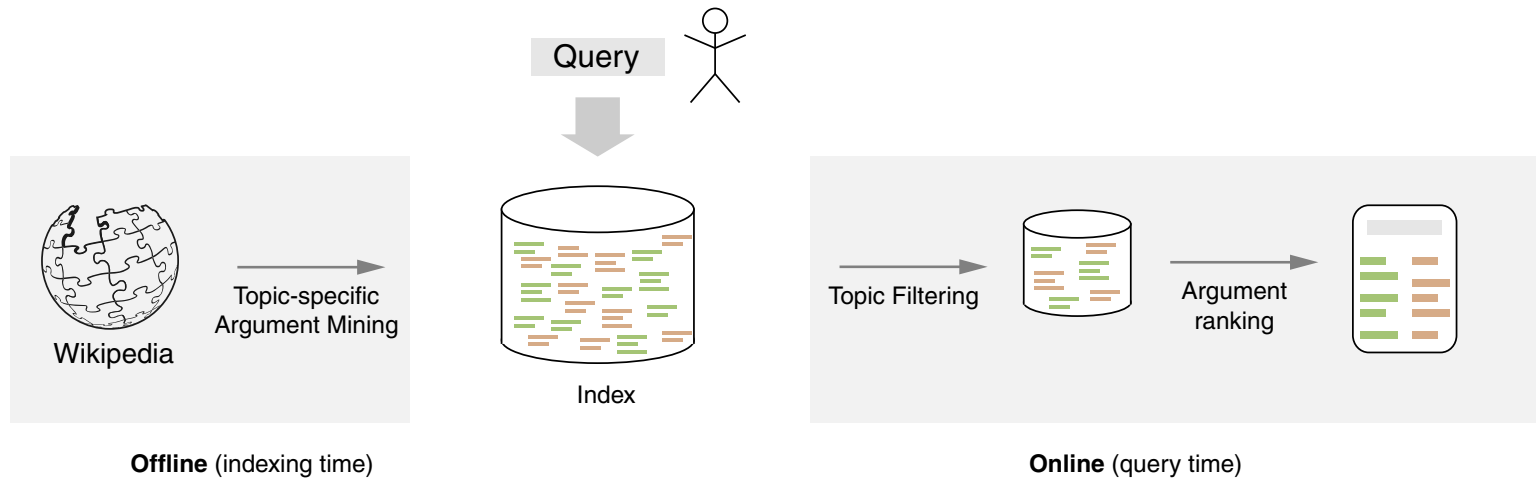 Query
Topic-specific
Argument Mining
Wikipedia
Index
Topic Filtering
Argument
ranking
Offline (indexing time)
Online (query time)